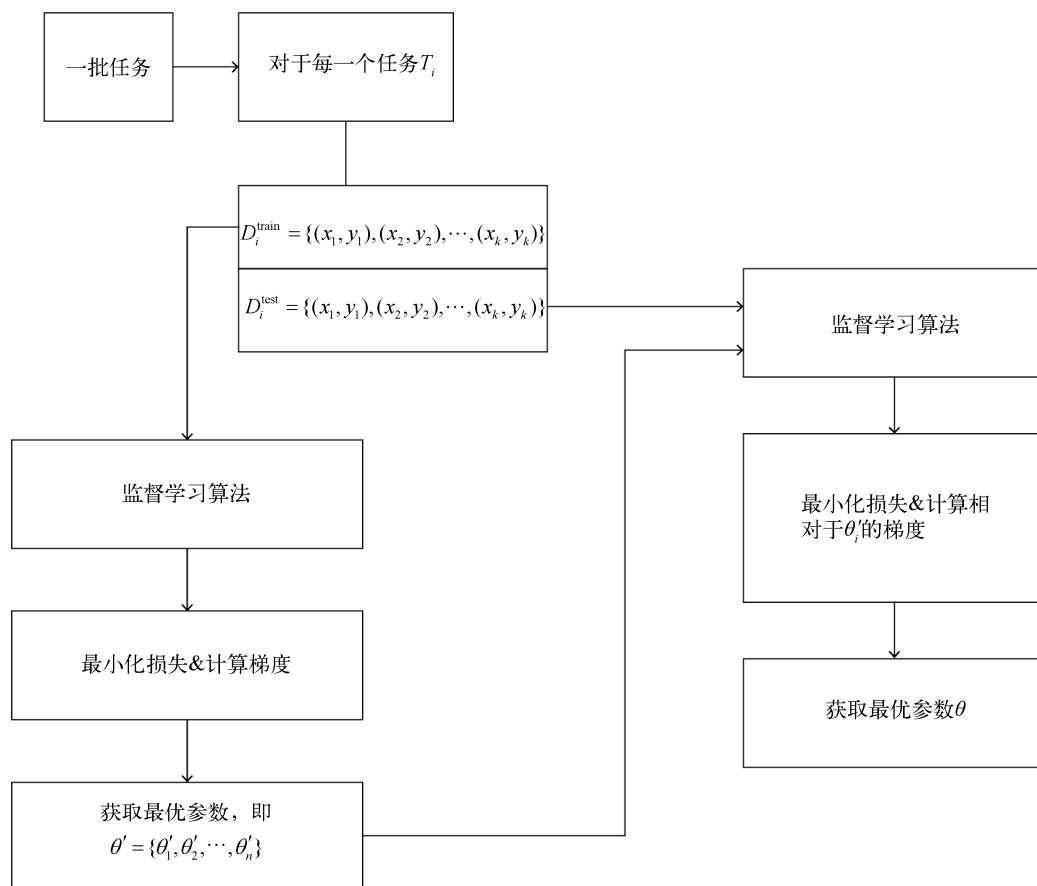 一批任务
对于每一个任务T_i
D_i^train = {(x_1, y_1), (x_2, y_2), ⋯, (x_k, y_k)}
D_i^test = {(x_1, y_1), (x_2, y_2), ⋯, (x_k, y_k)}
监督学习算法
最小化损失&计算梯度
获取最优参数，即
θ′ = {θ′_1, θ′_2, ⋯, θ′_n}
监督学习算法
最小化损失&计算相
对于θ′_i的梯度
获取最优参数θ